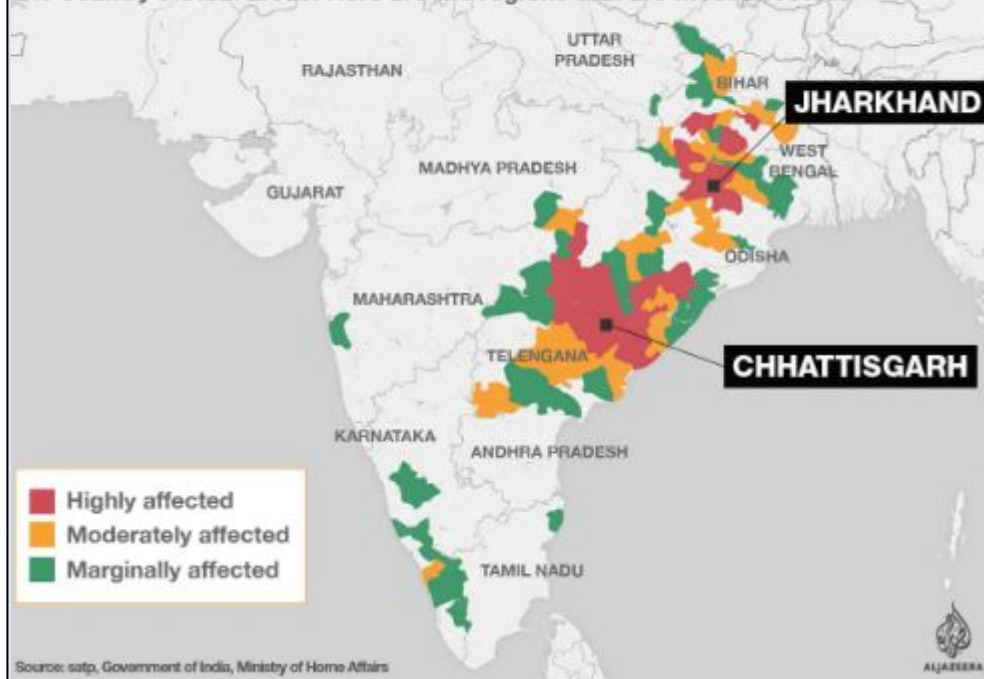 UTTAR
PRADESH
RAJASTHAN
BIHAR
JHARKHAND
WEST
BENGAL
MADHYA PRADESH
GUJARAT
ODISHA
MAHARASHTRA
TELENGANA
CHHATTISGARH
KARNATAKA
ANDHRA PRADESH
Highly affected
Moderately affected
Marginally affected
TAMIL NADU
Source: satp, Government of India, Ministry of Home Affairs
ALJAZEERA